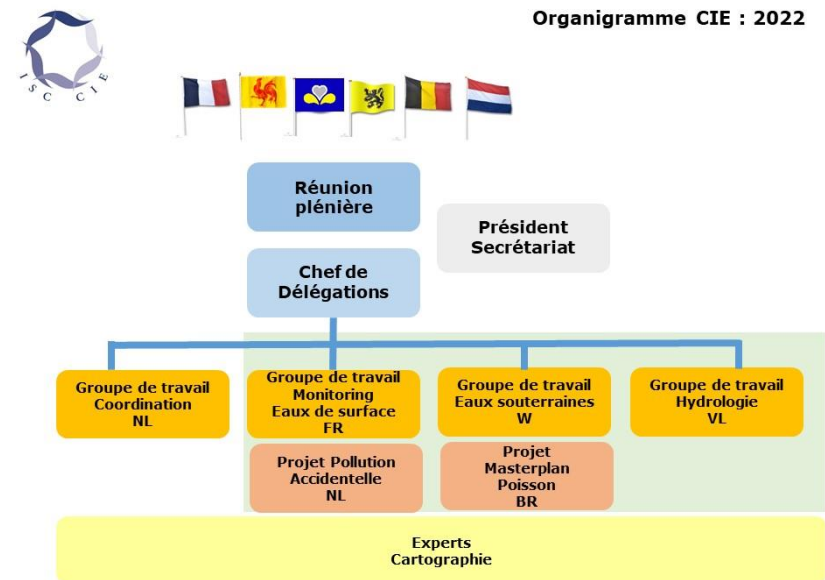 Organigramme CIE : 2022
ISC CIE
Réunion
plénière
Président
Secrétariat
Chef de
Délégations
Groupe de travail
Coordination
NL
Groupe de travail
Monitoring
Eaux de surface
FR
Groupe de travail
Eaux souterraines
W
Groupe de travail
Hydrologie
VL
Projet Pollution
Accidentelle
NL
Projet
Masterplan
Poisson
BR
Experts
Cartographie